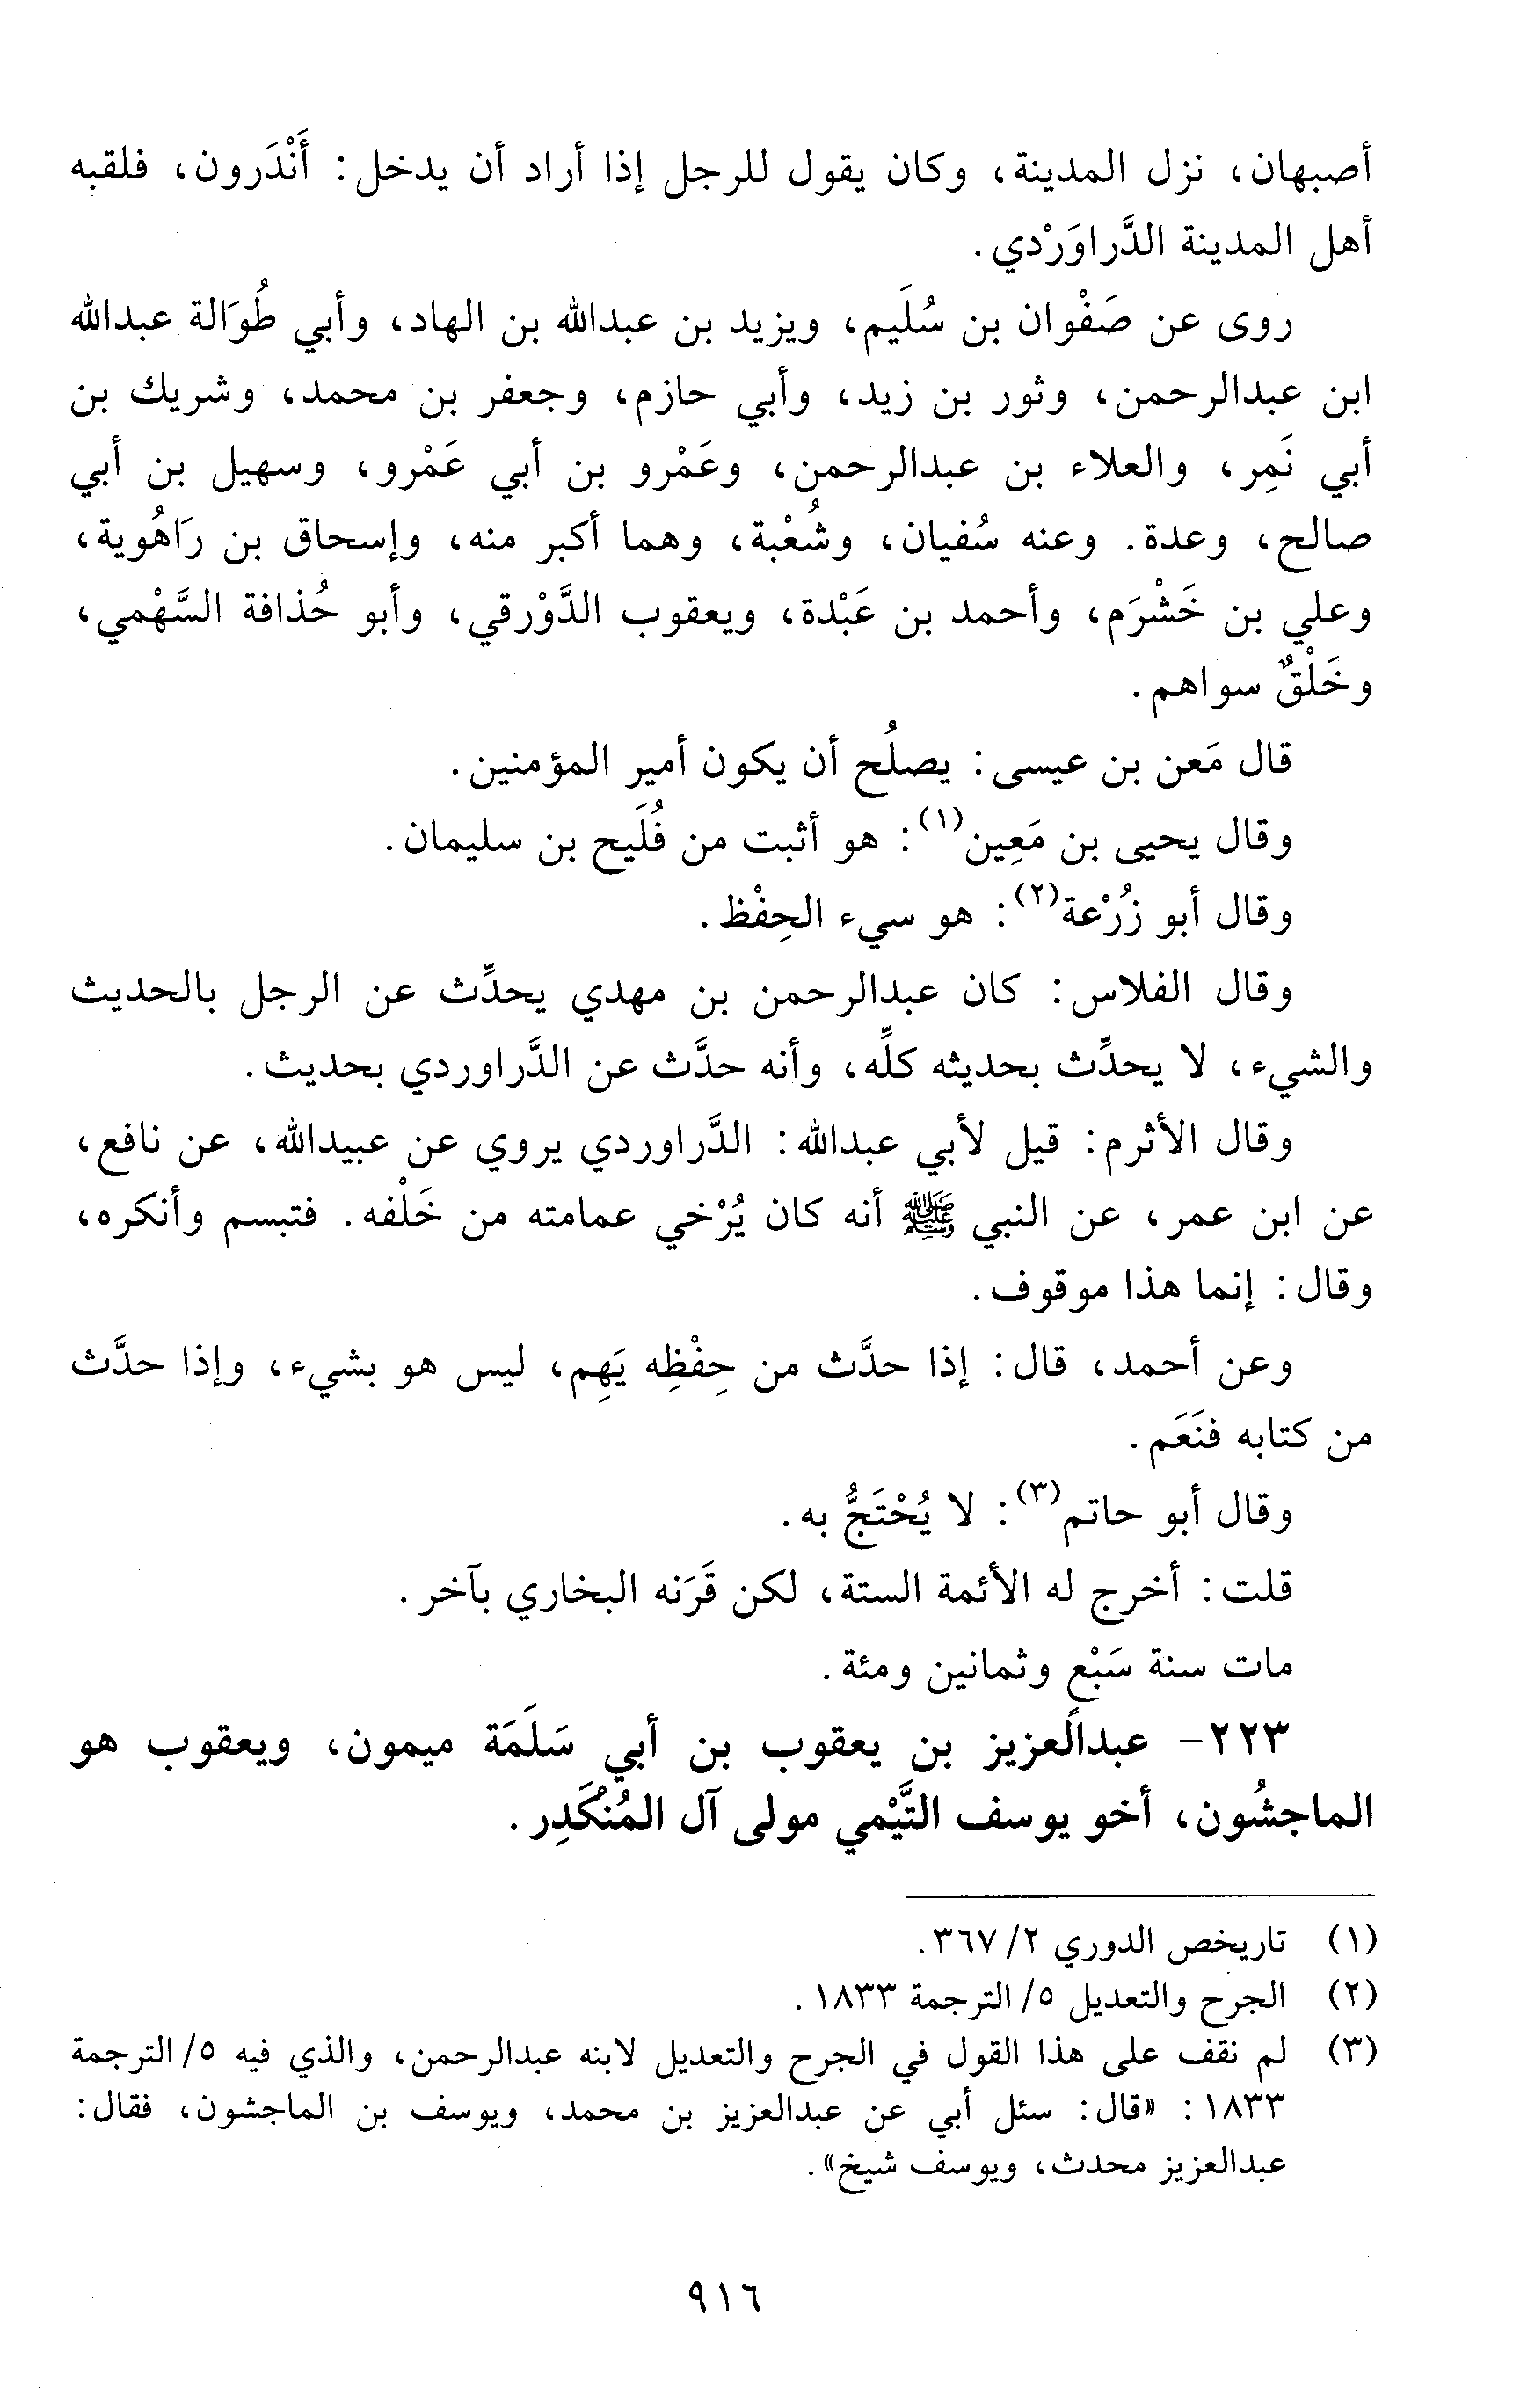 أصبهان، نزل المدينة، وكان يقول للرجل إذا أراد أن يدخل: أَنْدَرون، فلقبه
أهل المدينة الدَّراوَرْدي.
روى عن صَفْوان بن سُلَيم، ويزيد بن عبدالله بن الهاد، وأبي طُوَالة عبدالله
ابن عبدالرحمن، وثور بن زيد، وأبي حازم، وجعفر بن محمد، وشريك بن
أبي نَمِر، والعلاء بن عبدالرحمن، وعَمْرو بن أبي عَمْرو، وسهيل بن أبي
صالح، وعدة. وعنه سُفيان، وشُعْبة، وهما أكبر منه، وإسحاق بن رَاهُوية،
وعلي بن خَشْرَم، وأحمد بن عَبْدة، ويعقوب الدَّوْرقي، وأبو حُذافة السَّهْمي،
وخَلْقٌ سواهم.
قال مَعن بن عيسى: يصلُح أن يكون أمير المؤمنين.
وقال يحيى بن مَعِين(١): هو أثبت من فُلَيح بن سليمان.
وقال أبو زُرْعة(٢): هو سيء الحِفْظ.
وقال الفلاس: كان عبدالرحمن بن مهدي يحدِّث عن الرجل بالحديث
والشيء، لا يحدِّث بحديثه كلِّه، وأنه حدَّث عن الدَّراوردي بحديث.
وقال الأثرم: قيل لأبي عبدالله: الدَّراوردي يروي عن عبيدالله، عن نافع،
عن ابن عمر، عن النبي ﷺ أنه كان يُرْخي عمامته من خَلْفه. فتبسم وأنكره،
وقال: إنما هذا موقوف.
وعن أحمد، قال: إذا حدَّث من حِفْظِه يَهِم، ليس هو بشيء، وإذا حدَّث
من كتابه فنَعَم.
وقال أبو حاتم(٣): لا يُحْتَجُّ به.
قلت: أخرج له الأئمة الستة، لكن قَرَنه البخاري بآخر.
مات سنة سَبْع وثمانين ومئة.
٢٢٣- عبدالعزيز بن يعقوب بن أبي سَلَمَة ميمون، ويعقوب هو
الماجشُون، أخو يوسف التَّيْمي مولى آل المُنْكَدِر.
(١) تاريخص الدوري ٢/ ٣٦٧.
(٢) الجرح والتعديل ٥/ الترجمة ١٨٣٣.
(٣) لم نقف على هذا القول في الجرح والتعديل لابنه عبدالرحمن، والذي فيه ٥/ الترجمة
١٨٣٣: «قال: سئل أبي عن عبدالعزيز بن محمد، ويوسف بن الماجشون، فقال:
عبدالعزيز محدث، ويوسف شيخ».
٩١٦